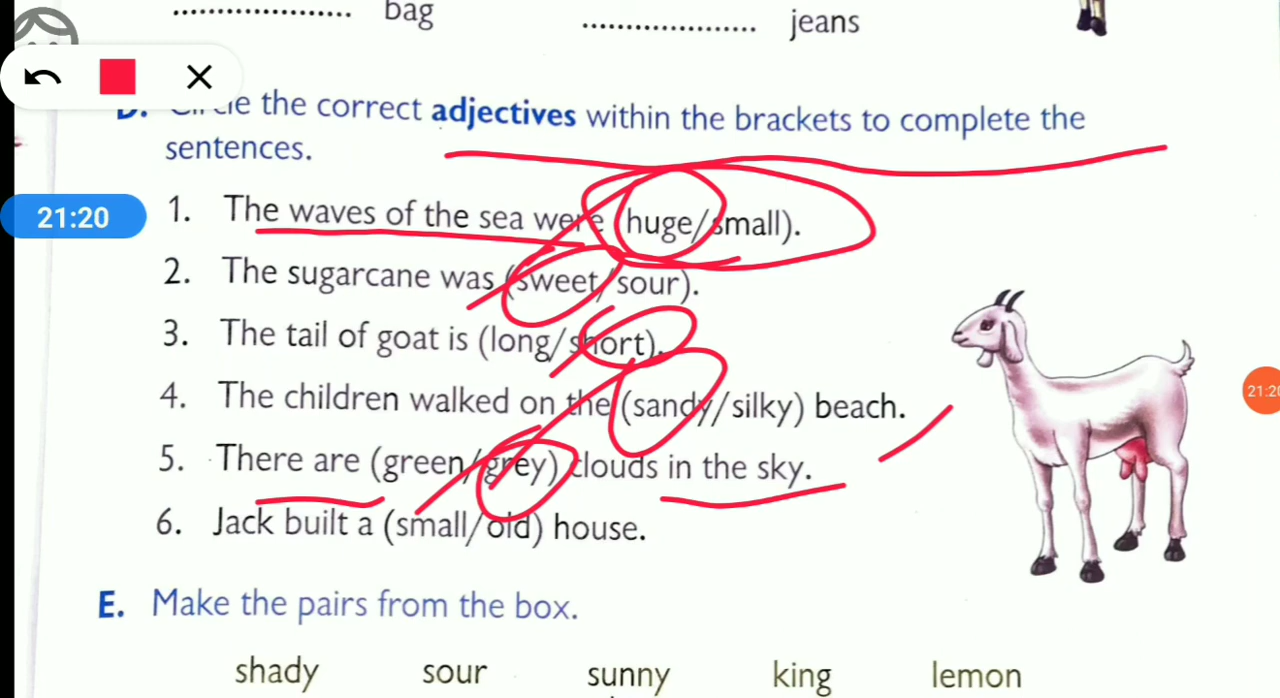 .................... bag .................... jeans
the correct adjectives within the brackets to complete the
sentences.
21:20
1. The waves of the sea were (huge/small).
2. The sugarcane was (sweet/sour).
3. The tail of goat is (long/short).
4. The children walked on the (sandy/silky) beach.
5. There are (green/grey) clouds in the sky.
6. Jack built a (small/old) house.
E. Make the pairs from the box.
shady sour sunny king lemon